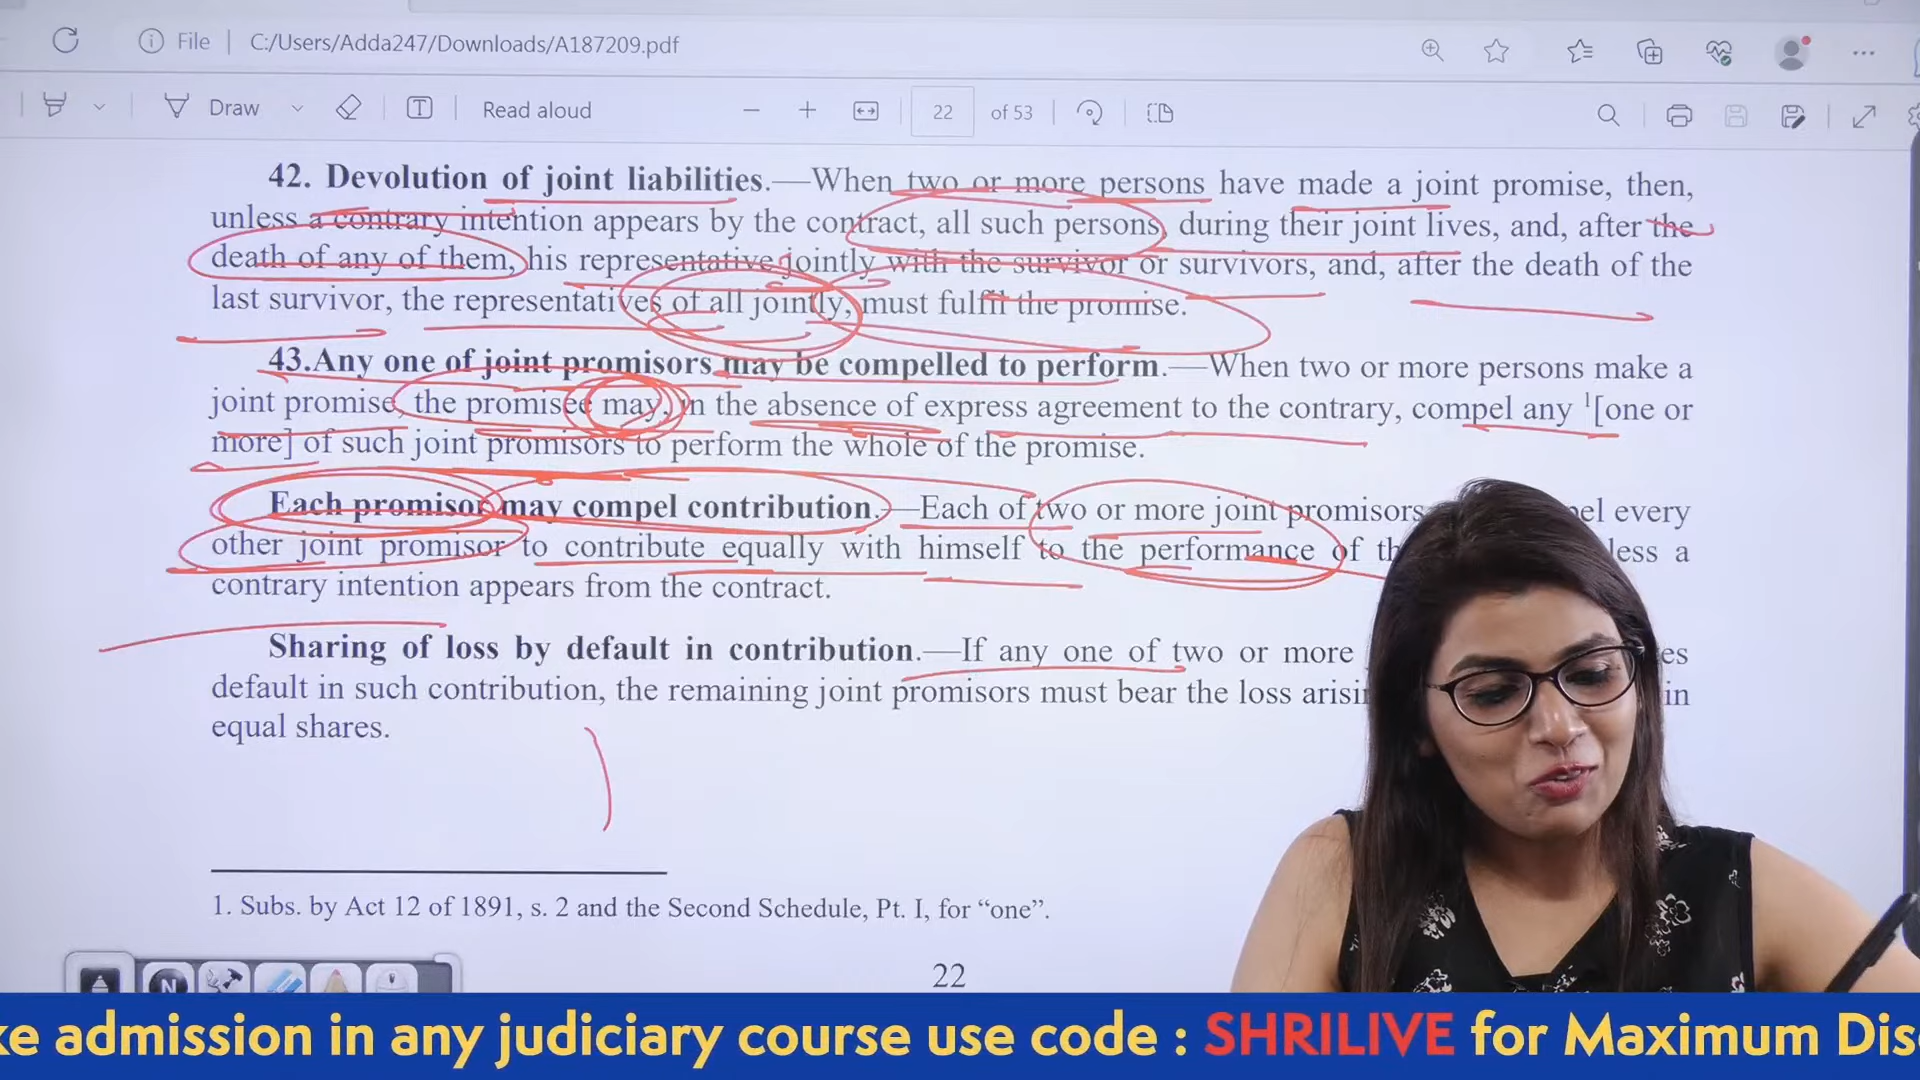 File | C:/Users/Adda247/Downloads/A187209.pdf
Draw Read aloud 22 of 53
42. Devolution of joint liabilities.—When two or more persons have made a joint promise, then,
unless a contrary intention appears by the contract, all such persons, during their joint lives, and, after the
death of any of them, his representative jointly with the survivor or survivors, and, after the death of the
last survivor, the representatives of all jointly, must fulfil the promise.
43.Any one of joint promisors may be compelled to perform.—When two or more persons make a
joint promise, the promisee may, in the absence of express agreement to the contrary, compel any 1[one or
more] of such joint promisors to perform the whole of the promise.
Each promisor may compel contribution.—Each of two or more joint promisors every
other joint promisor to contribute equally with himself to the performance of a
contrary intention appears from the contract.
Sharing of loss by default in contribution.—If any one of two or more
default in such contribution, the remaining joint promisors must bear the loss in
equal shares.
1. Subs. by Act 12 of 1891, s. 2 and the Second Schedule, Pt. I, for “one”.
22
N
admission in any judiciary course use code : SHRILIVE for Maximum